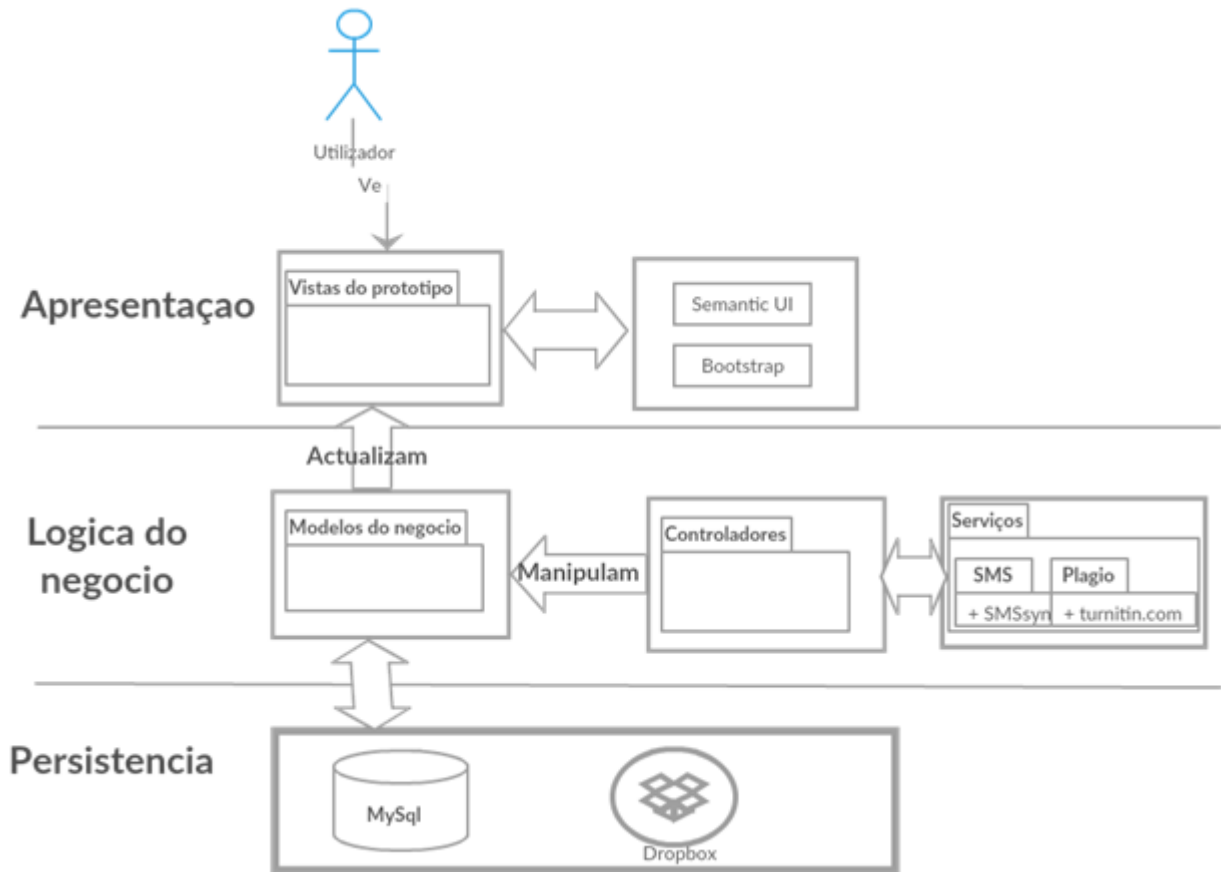 Utilizador
Ve
Apresentaçao
Vistas do prototipo
Semantic UI
Bootstrap
Actualizam
Logica do
negocio
Modelos do negocio
Manipulam
Controladores
Serviços
SMS
Plagio
+ SMSsyn
+ turnitin.com
Persistencia
MySql
Dropbox